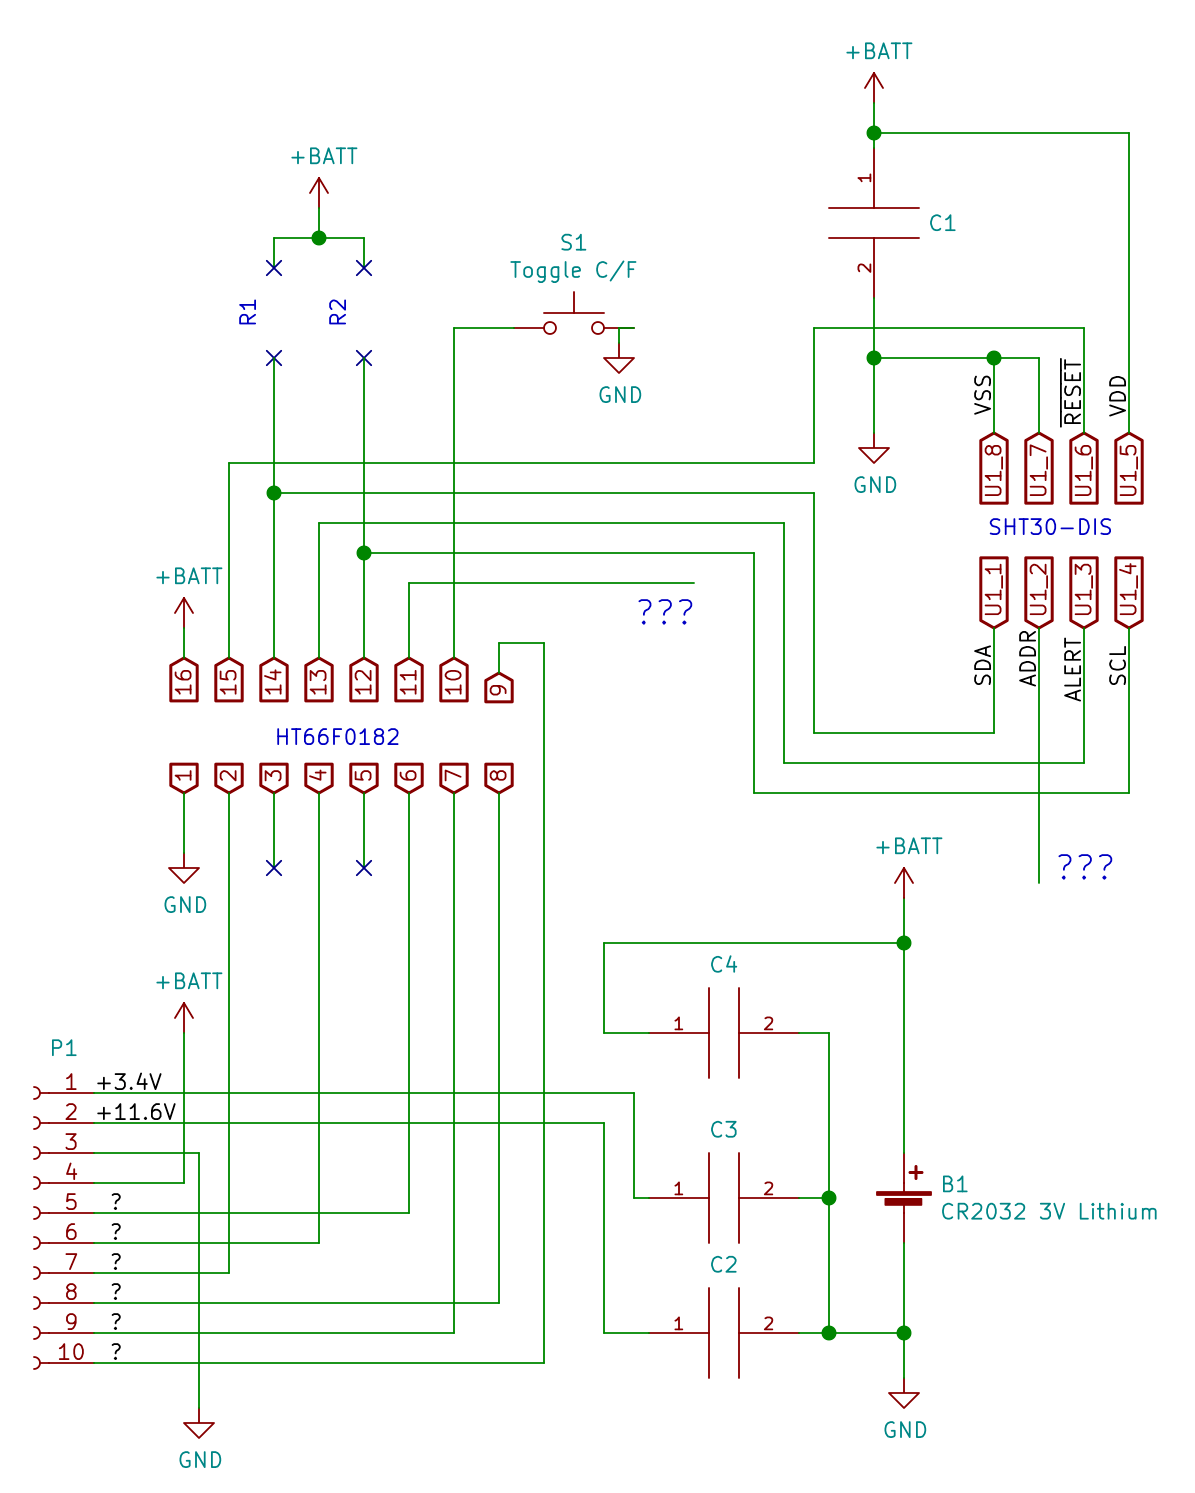 +BATT
+BATT
1
C1
2
S1
Toggle C/F
R1
R2
GND
VSS
RESET
VDD
GND
U1_8
U1_7
U1_6
U1_5
SHT30-DIS
U1_1
U1_2
U1_3
U1_4
+BATT
???
SDA
ADDR
ALERT
SCL
16
15
14
13
12
11
10
9
HT66F0182
1
2
3
4
5
6
7
8
+BATT
???
GND
+BATT
C4
1
2
P1
1 +3.4V
2 +11.6V
3
4
5 ?
6 ?
7 ?
8 ?
9 ?
10 ?
C3
1
2
+
B1
CR2032 3V Lithium
C2
1
2
GND
GND